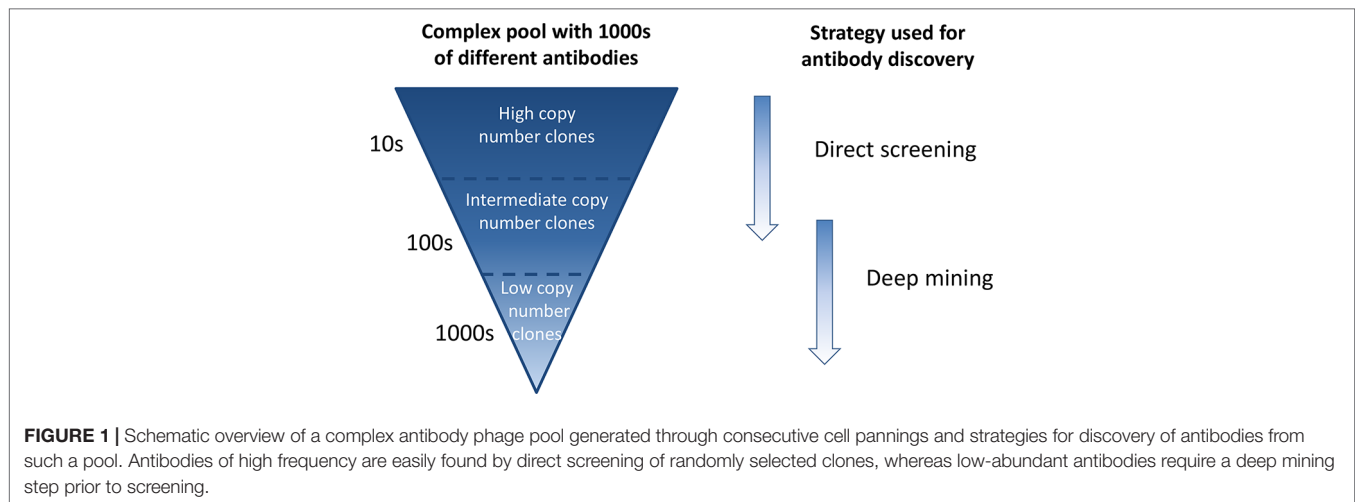 Complex pool with 1000s
of different antibodies
Strategy used for
antibody discovery
High copy
number clones
10s
Direct screening
Intermediate copy
number clones
100s
Deep mining
Low copy
number
clones
1000s
FIGURE 1 | Schematic overview of a complex antibody phage pool generated through consecutive cell pannings and strategies for discovery of antibodies from
such a pool. Antibodies of high frequency are easily found by direct screening of randomly selected clones, whereas low-abundant antibodies require a deep mining
step prior to screening.